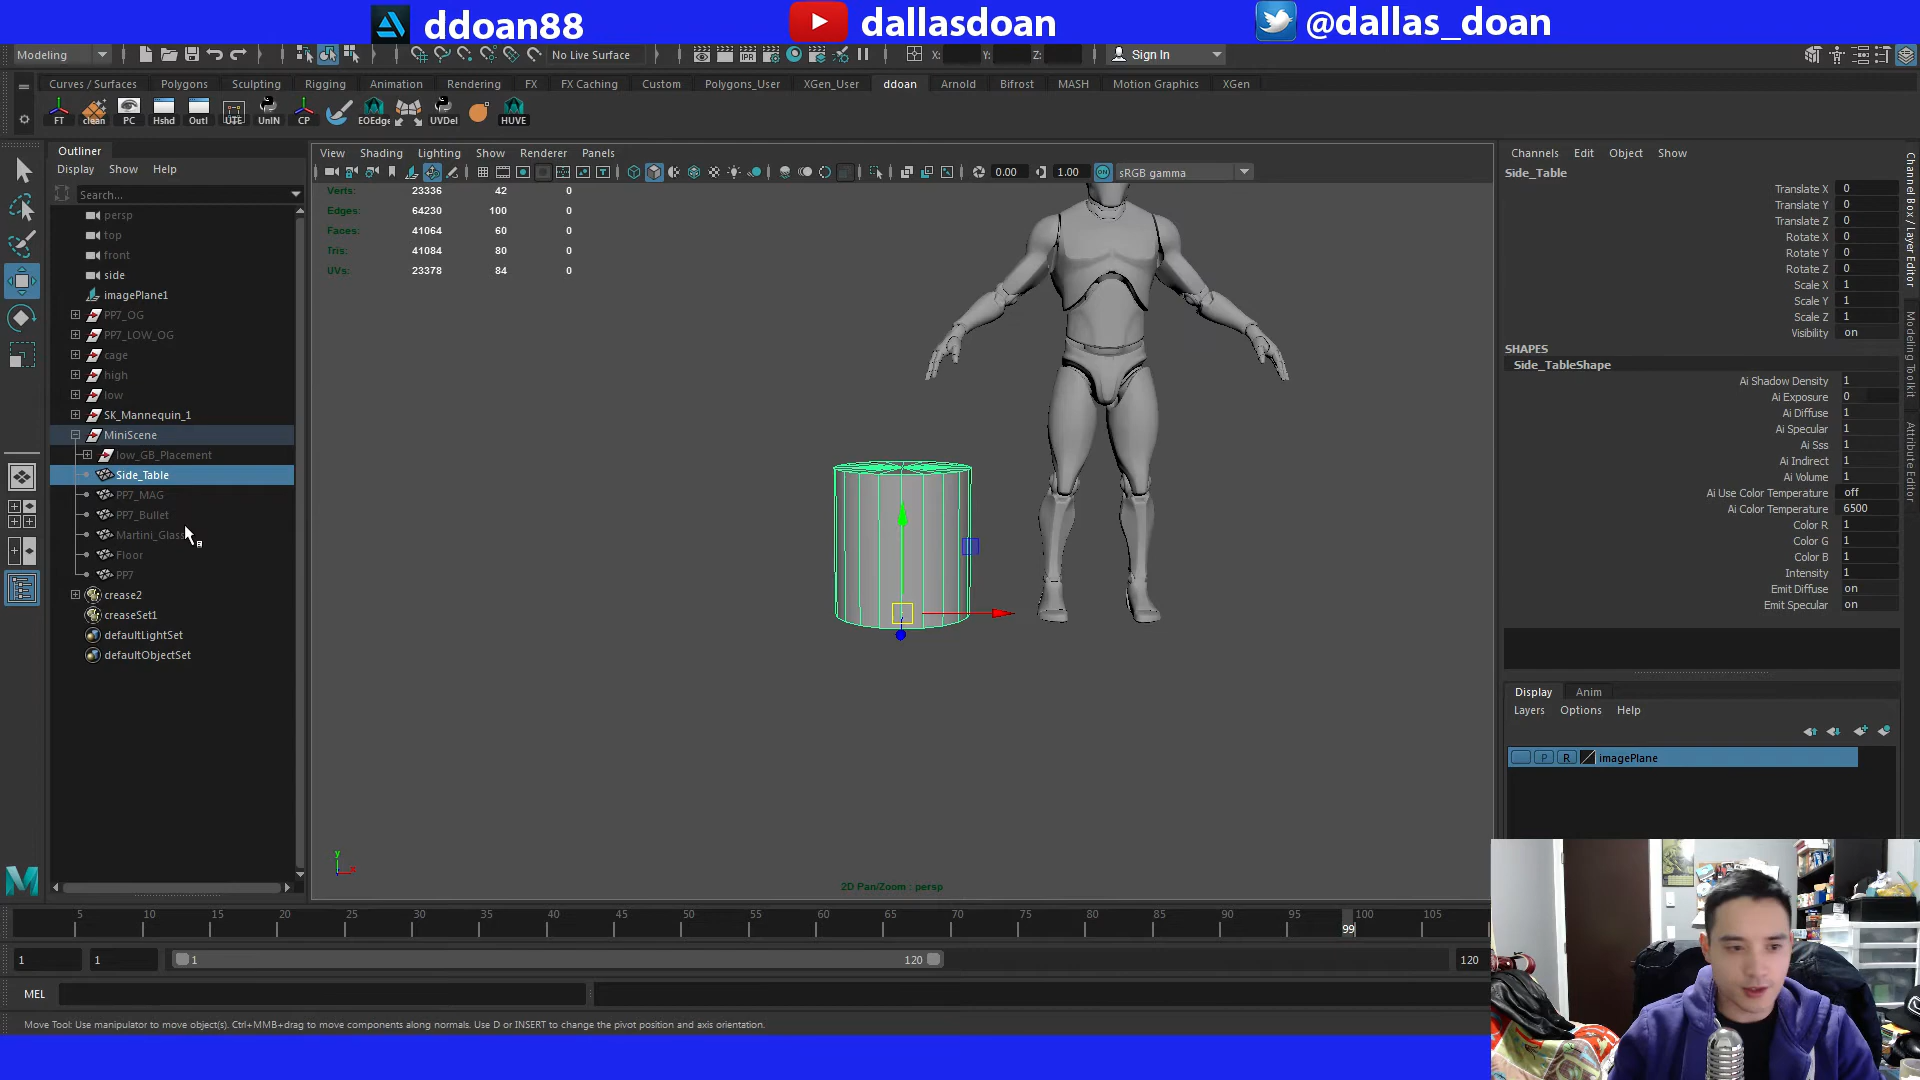 ddoan88
dallasdoan
@dallas_doan
Modeling
No Live Surface
X:
Y:
Z:
Sign In
Curves / Surfaces
Polygons
Sculpting
Rigging
Animation
Rendering
FX
FX Caching
Custom
Polygons_User
XGen_User
ddoan
Arnold
Bifrost
MASH
Motion Graphics
XGen
FT
clean
PC
Hshd
Outl
UTE
UnIN
CP
EOEdge
UVDel
HUVE
IPR
Outliner
Display Show Help
Search...
persp
top
front
side
imagePlane1
PP7_OG
PP7_LOW_OG
cage
high
low
SK_Mannequin_1
MiniScene
low_GB_Placement
Side_Table
PP7_MAG
PP7_Bullet
Martini_Glass
Floor
PP7
crease2
creaseSet1
defaultLightSet
defaultObjectSet
View Shading Lighting Show Renderer Panels
0.00
1.00
sRGB gamma
Verts: 23336 42 0
Edges: 64230 100 0
Faces: 41064 60 0
Tris: 41084 80 0
UVs: 23378 84 0
y
x
2D Pan/Zoom : persp
Channels Edit Object Show
Side_Table
Translate X 0
Translate Y 0
Translate Z 0
Rotate X 0
Rotate Y 0
Rotate Z 0
Scale X 1
Scale Y 1
Scale Z 1
Visibility on
SHAPES
Side_TableShape
Ai Shadow Density 1
Ai Exposure 0
Ai Diffuse 1
Ai Specular 1
Ai Sss 1
Ai Indirect 1
Ai Volume 1
Ai Use Color Temperature off
Ai Color Temperature 6500
Color R 1
Color G 1
Color B 1
Intensity 1
Emit Diffuse on
Emit Specular on
Channel Box / Layer Editor
Modeling Toolkit
Attribute Editor
Display Anim
Layers Options Help
P R imagePlane
5 10 15 20 25 30 35 40 45 50 55 60 65 70 75 80 85 90 95 100 105
99
1
1
1
120
120
MEL
Move Tool: Use manipulator to move object(s). Ctrl+MMB+drag to move components along normals. Use D or INSERT to change the pivot position and axis orientation.